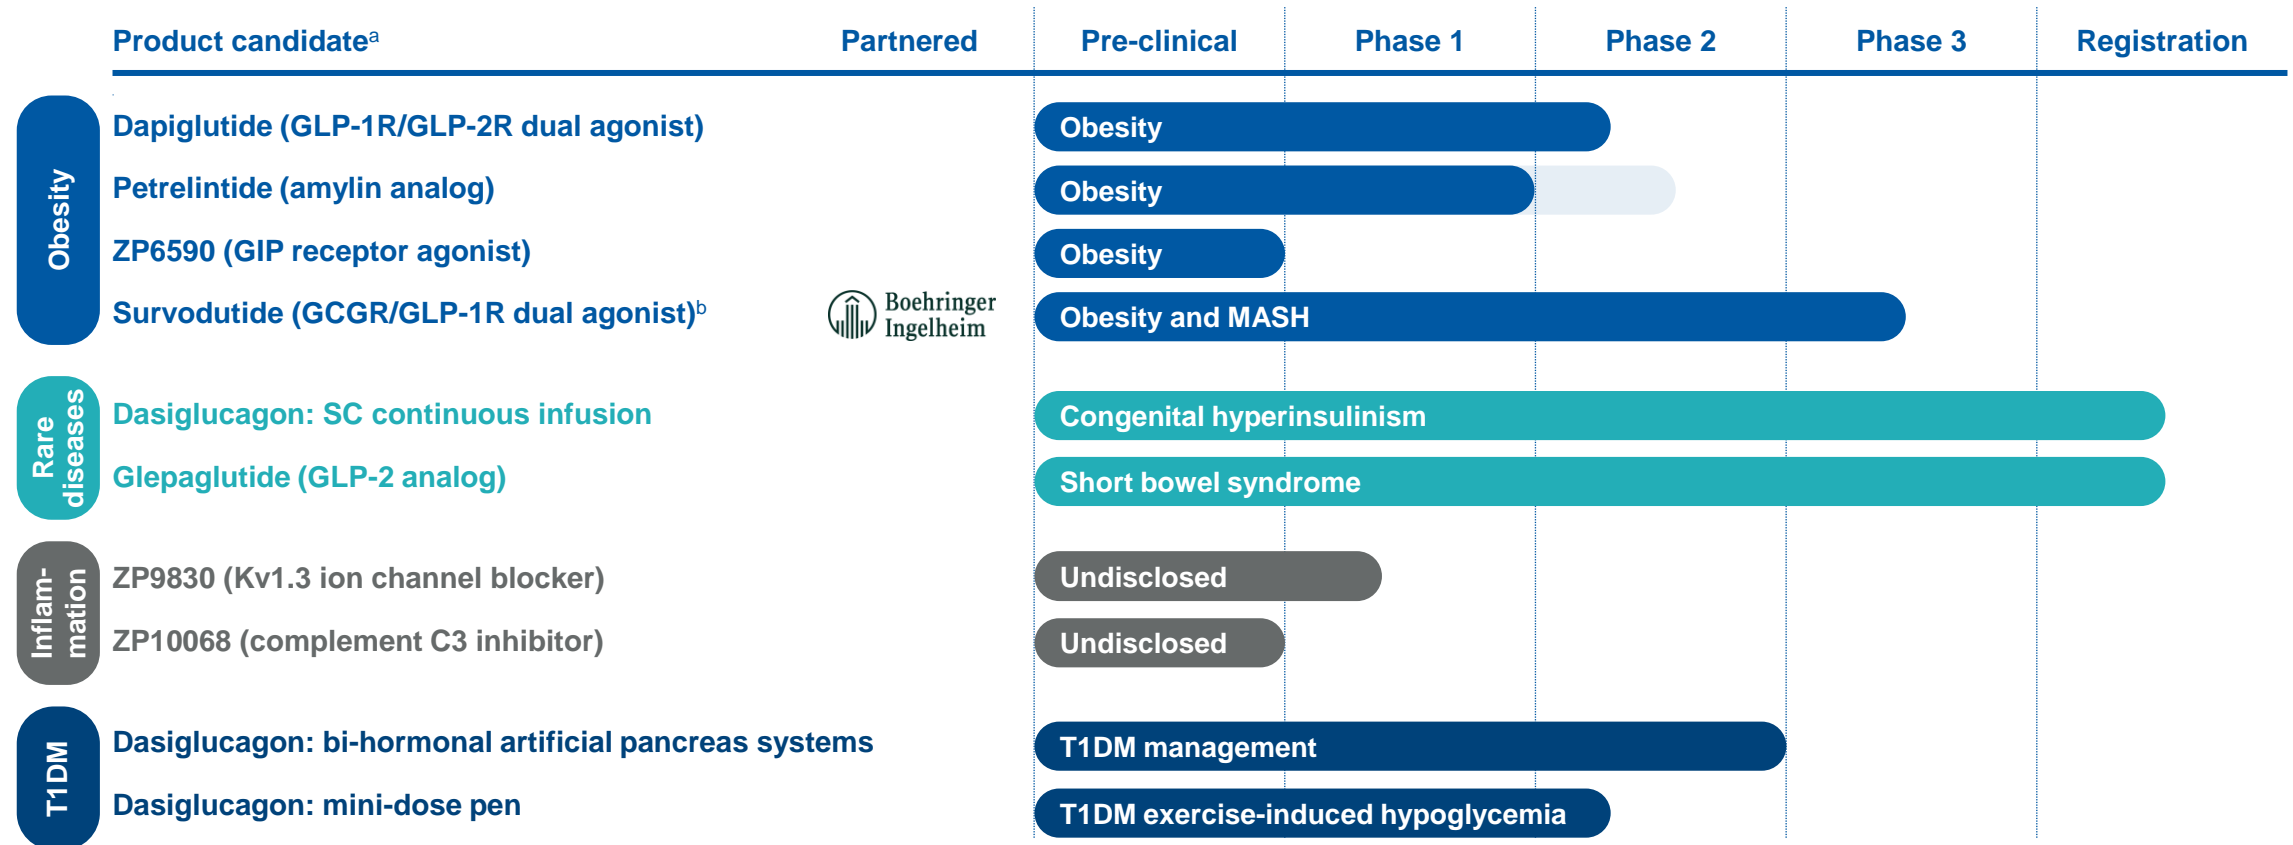 Product candidateᵃ Partnered Pre-clinical Phase 1 Phase 2 Phase 3 Registration
Obesity
Dapiglutide (GLP-1R/GLP-2R dual agonist) Obesity
Petrelintide (amylin analog) Obesity
ZP6590 (GIP receptor agonist) Obesity
Survodutide (GCGR/GLP-1R dual agonist)ᵇ Boehringer Ingelheim Obesity and MASH
Rare
diseases
Dasiglucagon: SC continuous infusion Congenital hyperinsulinism
Glepaglutide (GLP-2 analog) Short bowel syndrome
Inflam-
mation
ZP9830 (Kv1.3 ion channel blocker) Undisclosed
ZP10068 (complement C3 inhibitor) Undisclosed
T1DM
Dasiglucagon: bi-hormonal artificial pancreas systems T1DM management
Dasiglucagon: mini-dose pen T1DM exercise-induced hypoglycemia